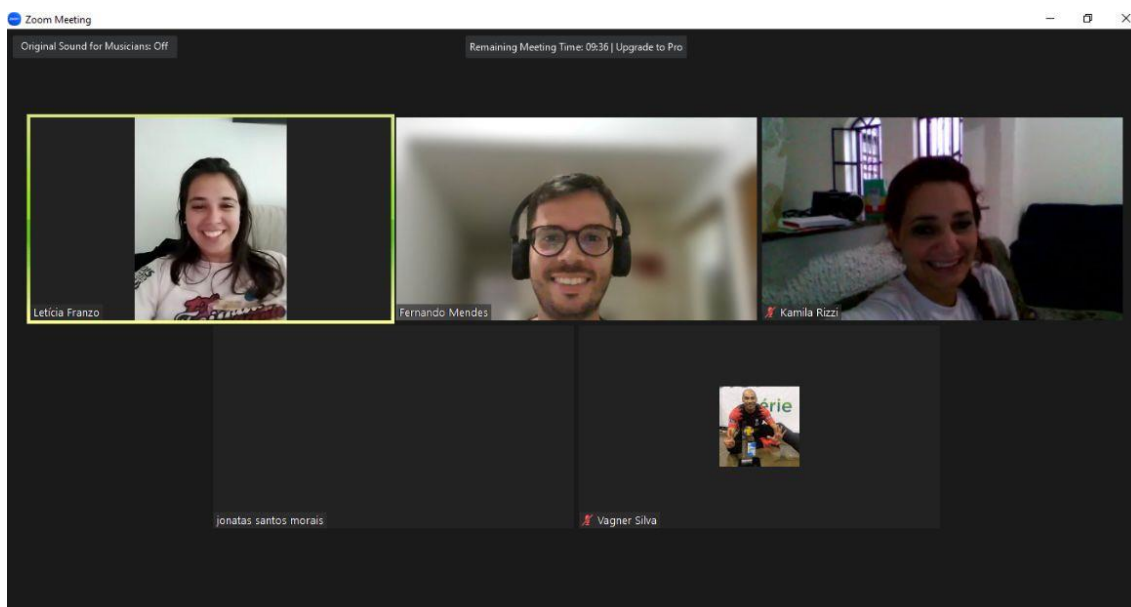 Zoom Meeting
Original Sound for Musicians: Off
Remaining Meeting Time: 09:36 | Upgrade to Pro
Letícia Franzo
Fernando Mendes
Kamila Rizzi
érie
jonatas santos morais
Vagner Silva